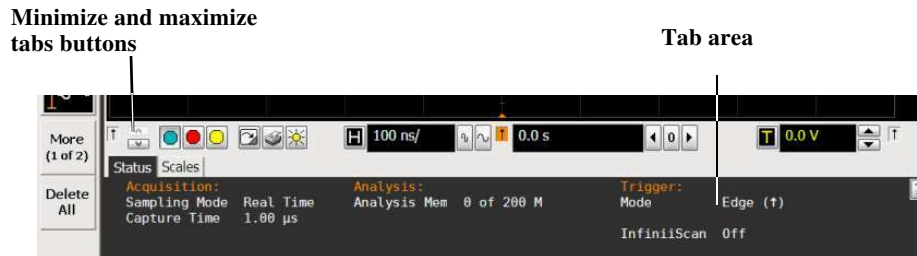 Minimize and maximize
tabs buttons
Tab area
More
(1 of 2)
Delete
All
H 100 ns/ 0.0 s 0 T 0.0 V
Status Scales
Acquisition: Analysis: Trigger:
Sampling Mode Real Time Analysis Mem 0 of 200 M Mode Edge (↑)
Capture Time 1.00 µs
InfiniiScan Off